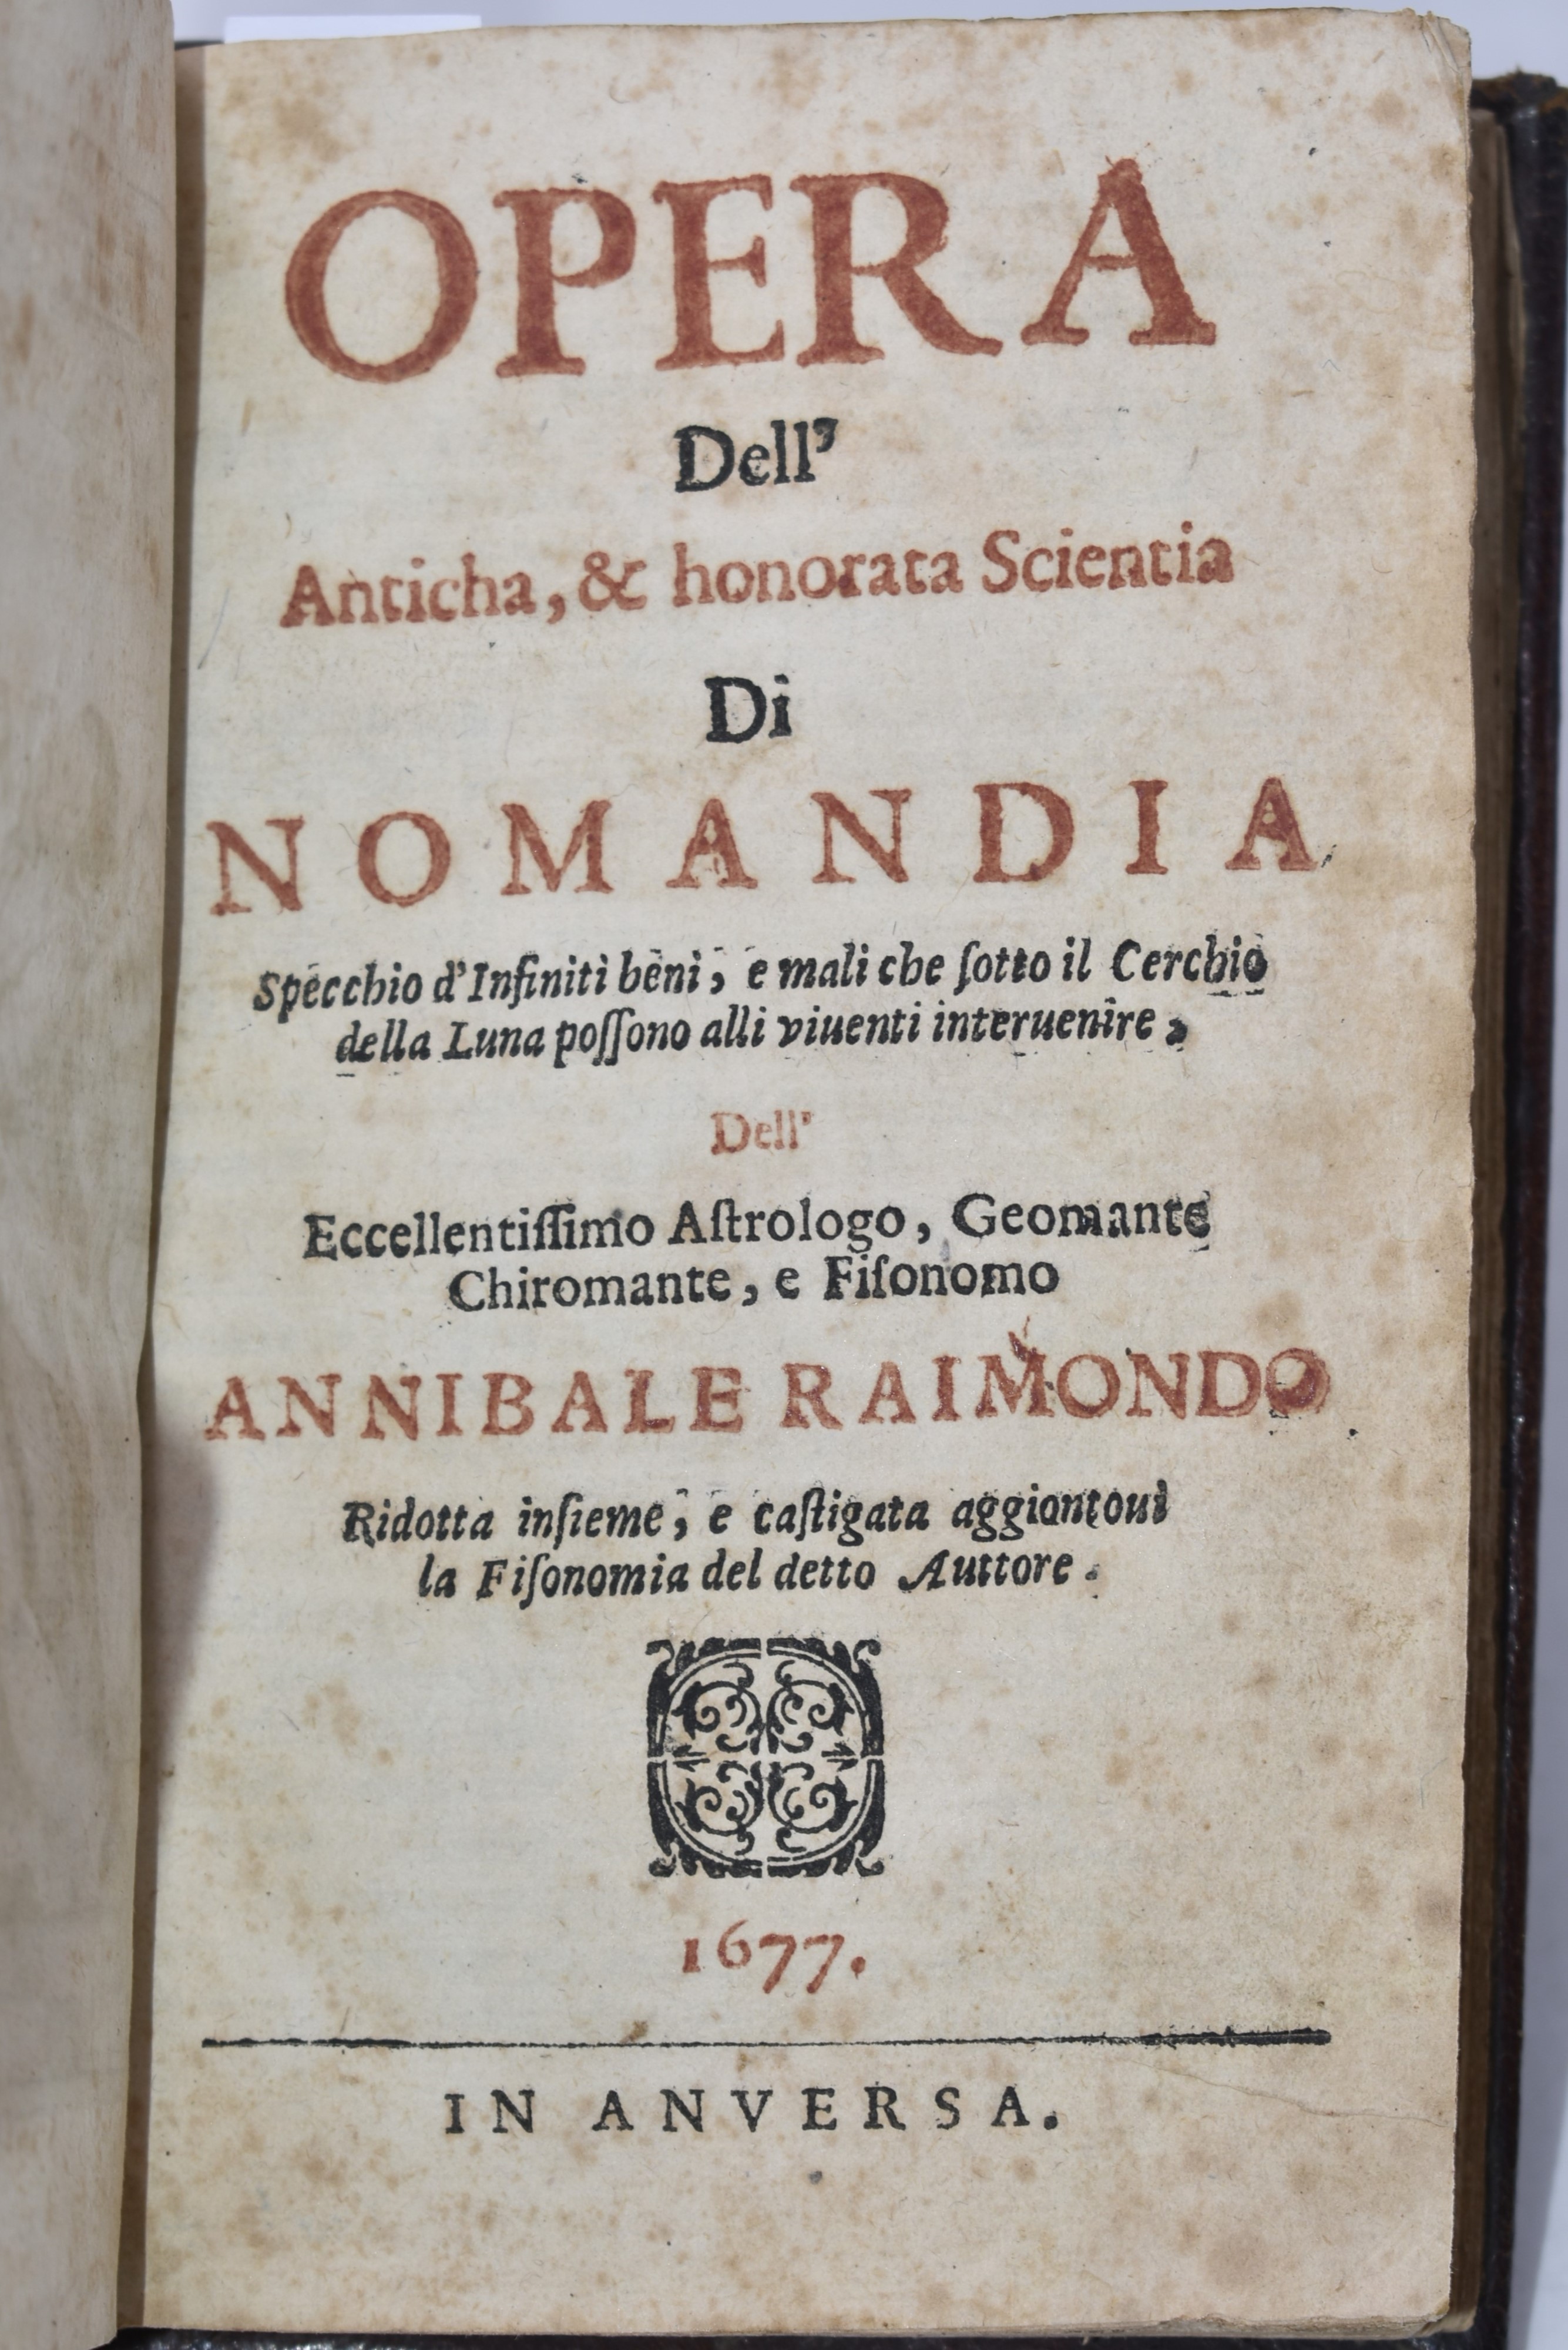 OPERA
Dell'
Anticha, & honorata Scientia
Di
NOMANDIA
Specchio d'Infiniti beni, e mali che ſotto il Cerchio
della Luna poſſono alli viuenti interuenire,
Dell'
Eccellentiſſimo Aſtrologo, Geomante
Chiromante, e Fiſonomo
ANNIBALE RAIMONDO
Ridotta inſieme, e caſtigata aggiontoui
la Fiſonomia del detto Auttore.
1677.
IN ANVERSA.